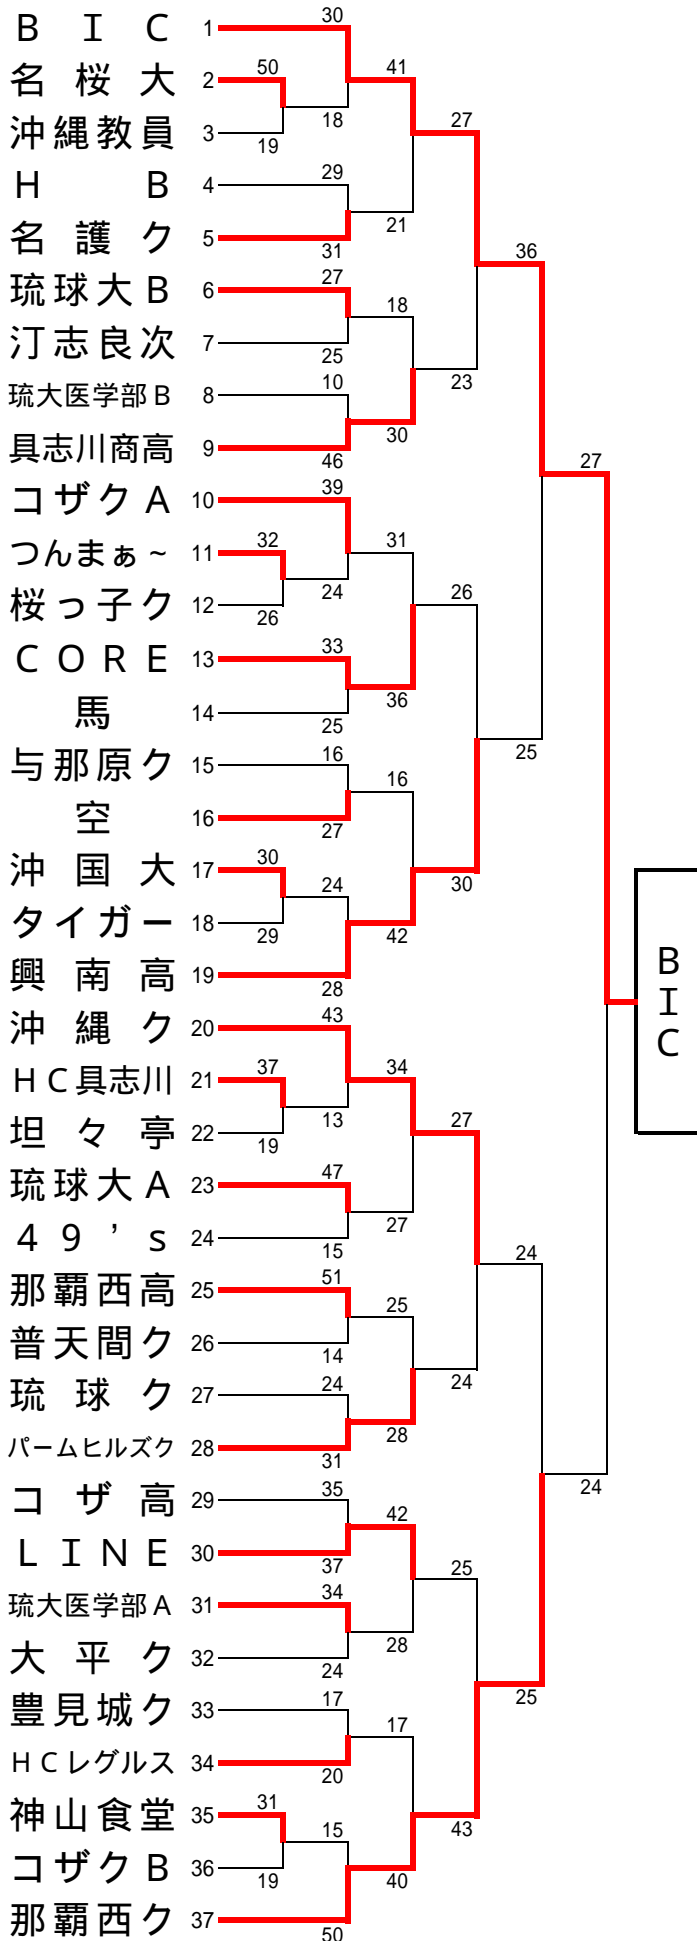 30
ＢＩＣ 1
50 41
名桜大 2
18 27
沖縄教員 3
19
29
ＨＢ 4
21
名護ク 5
31 36
27
琉球大Ｂ 6
18
汀志良次 7
25
10 23
琉大医学部Ｂ 8
30
具志川商高 9
46 27
39
コザクＡ 10
32 31
つんまぁ~ 11
24 26
桜っ子ク 12
26
33
ＣＯＲＥ 13
36
馬 14
25
16 25
与那原ク 15
16
空 16
27
30
沖国大 17
24 30
タイガー 18
29 42
ＢＩＣ
興南高 19
28
43
沖縄ク 20
37 34
ＨＣ具志川 21
13 27
坦々亭 22
19
47
琉球大Ａ 23
27
４９’ｓ 24
15 24
51
那覇西高 25
25
普天間ク 26
14
24 24
琉球ク 27
28
パームヒルズク 28
31
35 24
コザ高 29
42
ＬＩＮＥ 30
37 25
34
琉大医学部Ａ 31
28
大平ク 32
24
17 25
豊見城ク 33
17
ＨＣレグルス 34
20
31
神山食堂 35
15 43
コザクＢ 36
19 40
那覇西ク 37
50